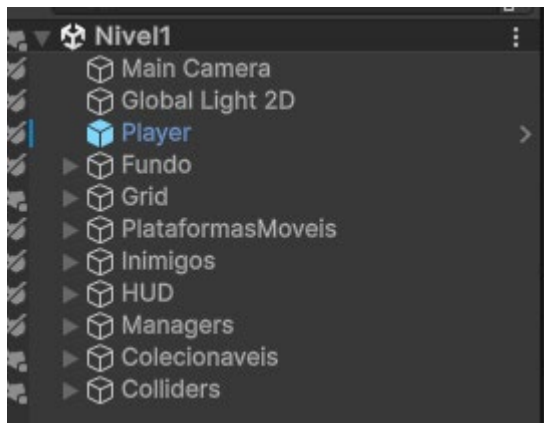 Nivel1
Main Camera
Global Light 2D
Player
Fundo
Grid
PlataformasMoveis
Inimigos
HUD
Managers
Colecionaveis
Colliders